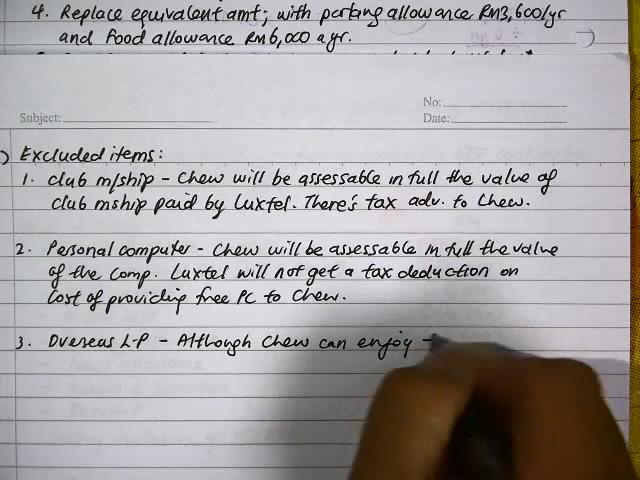 4. Replace equivalent amt; with parking allowance RM3,600/yr
and Food allowance RM6,000 a yr.
No:
Subject: Date:
) Excluded items:
1. Club m/ship - Chew will be assessable in full the value of
club mship paid by Luxtel. There's tax adv. to Chew.
2. Personal computer - Chew will be assessable in full the value
of the comp. Luxtel will not get a tax deduction on
cost of providing free PC to Chew.
3. Overseas L-P - Although Chew can enjoy